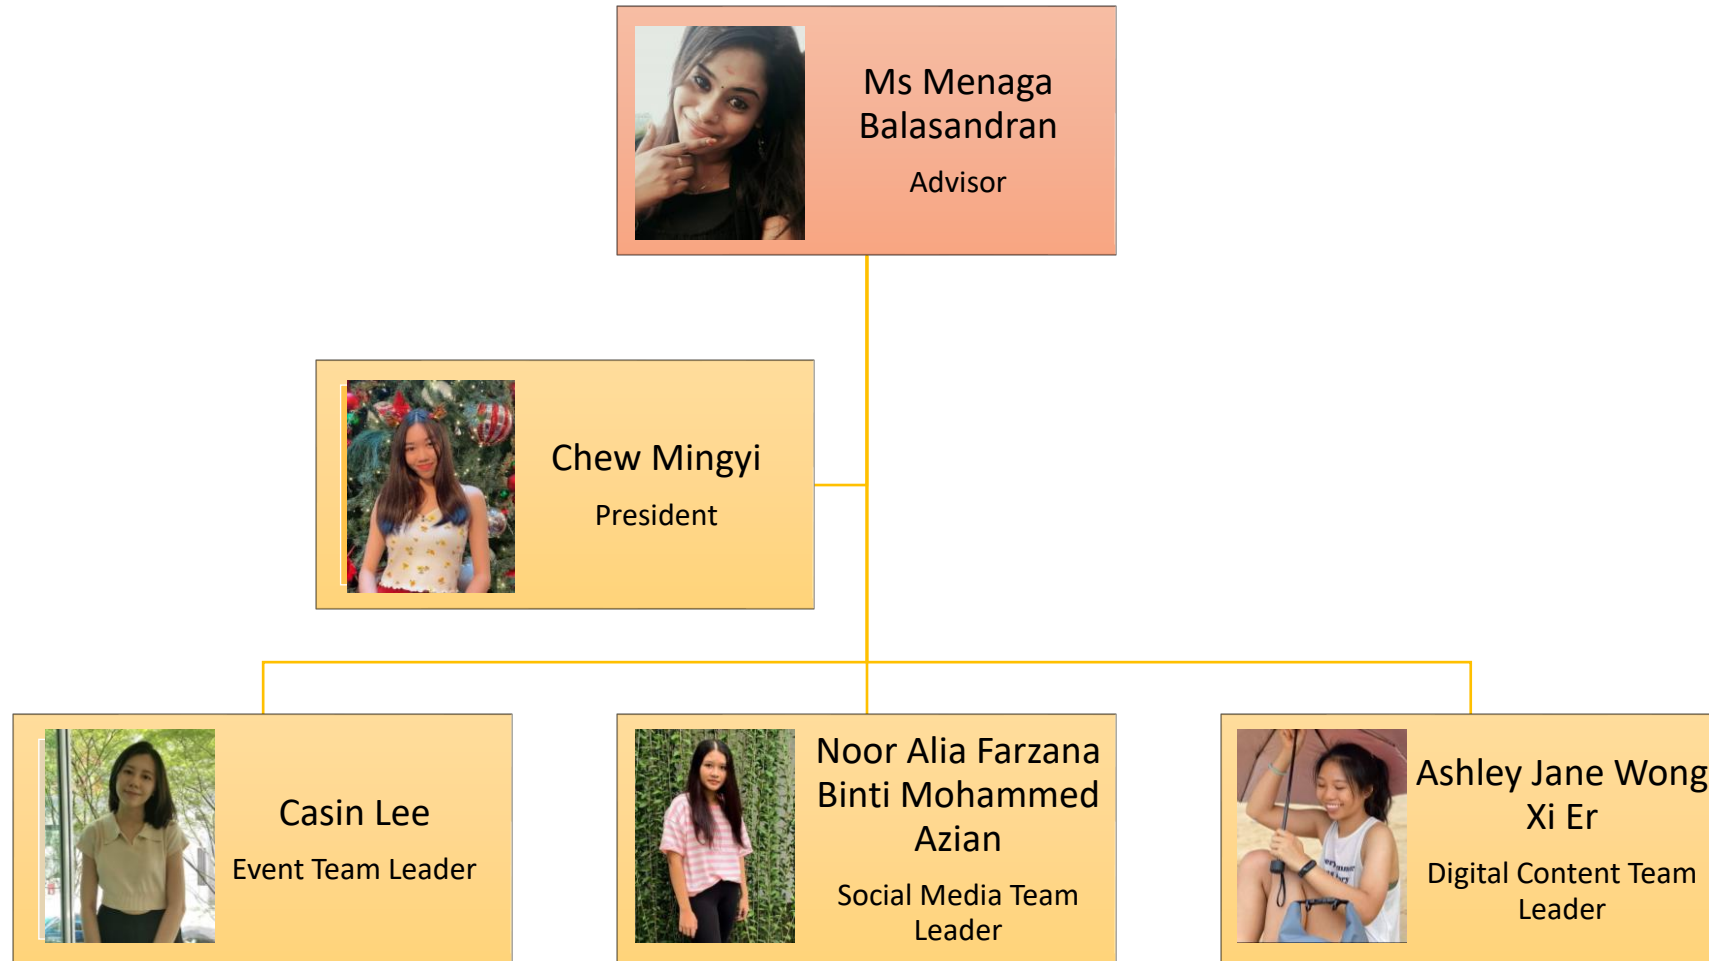 Ms Menaga
Balasandran
Advisor
Chew Mingyi
President
Casin Lee
Event Team Leader
Noor Alia Farzana
Binti Mohammed
Azian
Social Media Team
Leader
Ashley Jane Wong
Xi Er
Digital Content Team
Leader